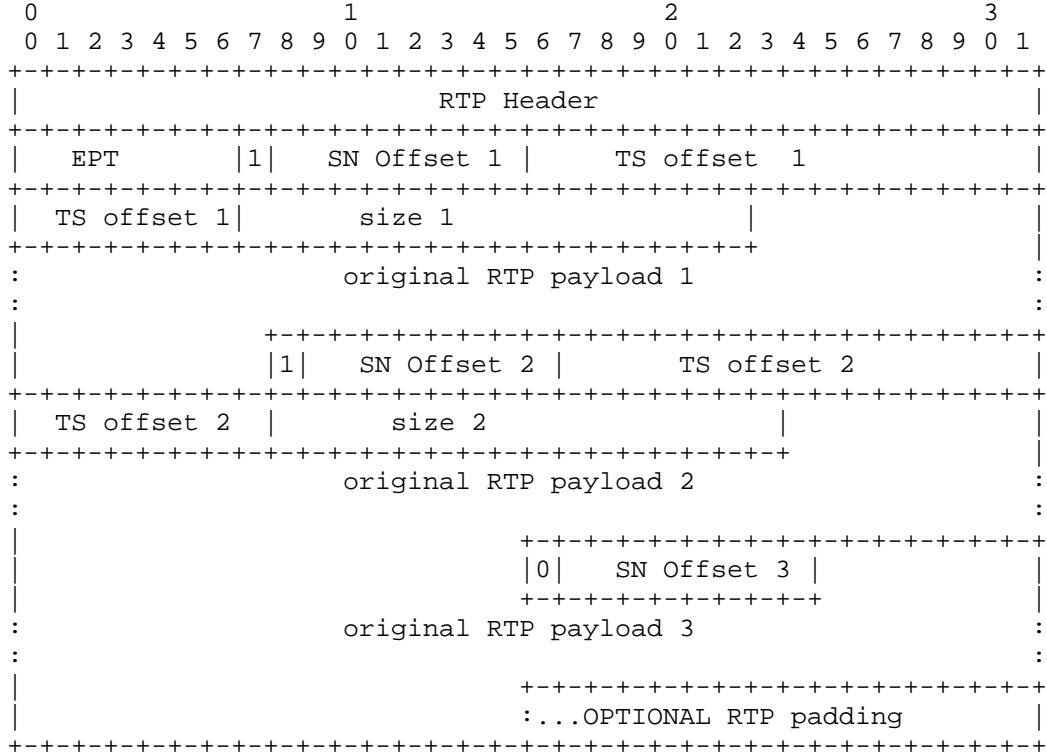 0                   1                   2                   3
 0 1 2 3 4 5 6 7 8 9 0 1 2 3 4 5 6 7 8 9 0 1 2 3 4 5 6 7 8 9 0 1
+-+-+-+-+-+-+-+-+-+-+-+-+-+-+-+-+-+-+-+-+-+-+-+-+-+-+-+-+-+-+-+-+
|                          RTP Header                           |
+-+-+-+-+-+-+-+-+-+-+-+-+-+-+-+-+-+-+-+-+-+-+-+-+-+-+-+-+-+-+-+-+
|   EPT       |1|   SN Offset 1 |     TS offset  1              |
+-+-+-+-+-+-+-+-+-+-+-+-+-+-+-+-+-+-+-+-+-+-+-+-+-+-+-+-+-+-+-+-+
|  TS offset 1|       size 1                  |                 |
+-+-+-+-+-+-+-+-+-+-+-+-+-+-+-+-+-+-+-+-+-+-+-+                 |
:                    original RTP payload 1                     :
:                                                               :
|               +-+-+-+-+-+-+-+-+-+-+-+-+-+-+-+-+-+-+-+-+-+-+-+-+
|               |1|   SN Offset 2 |       TS offset 2           |
+-+-+-+-+-+-+-+-+-+-+-+-+-+-+-+-+-+-+-+-+-+-+-+-+-+-+-+-+-+-+-+-+
|  TS offset 2  |       size 2                  |               |
+-+-+-+-+-+-+-+-+-+-+-+-+-+-+-+-+-+-+-+-+-+-+-+-+               |
:                    original RTP payload 2                     :
:                                                               :
|                               +-+-+-+-+-+-+-+-+-+-+-+-+-+-+-+-+
|                               |0|   SN Offset 3 |             |
|                               +-+-+-+-+-+-+-+-+-+             |
:                    original RTP payload 3                     :
:                                                               :
|                               +-+-+-+-+-+-+-+-+-+-+-+-+-+-+-+-+
|                               :...OPTIONAL RTP padding        |
+-+-+-+-+-+-+-+-+-+-+-+-+-+-+-+-+-+-+-+-+-+-+-+-+-+-+-+-+-+-+-+-+